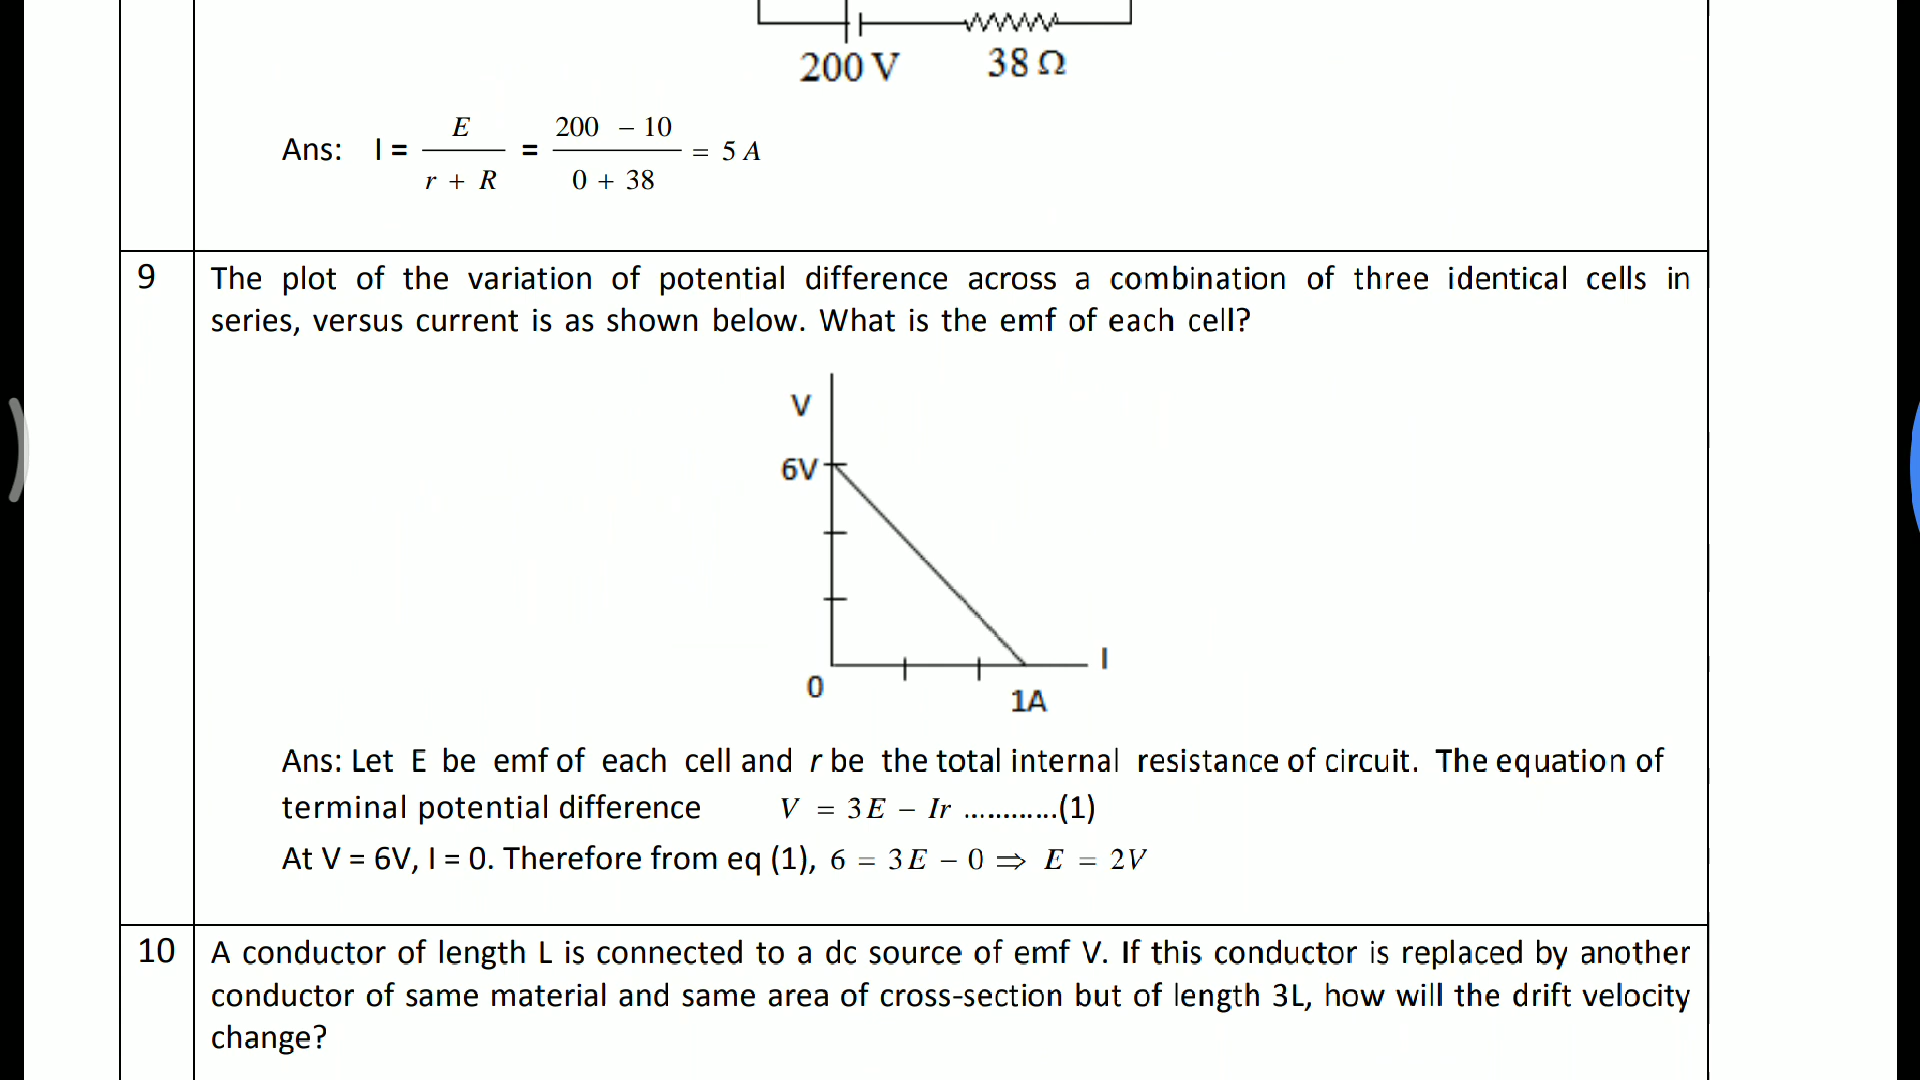 200 V 38 Ω
Ans: I = E / (r + R) = (200 – 10) / (0 + 38) = 5 A
9 The plot of the variation of potential difference across a combination of three identical cells in
series, versus current is as shown below. What is the emf of each cell?
V
6V
I
0
1A
Ans: Let E be emf of each cell and r be the total internal resistance of circuit. The equation of
terminal potential difference V = 3E – Ir ............(1)
At V = 6V, I = 0. Therefore from eq (1), 6 = 3E – 0 ⇒ E = 2V
10 A conductor of length L is connected to a dc source of emf V. If this conductor is replaced by another
conductor of same material and same area of cross-section but of length 3L, how will the drift velocity
change?